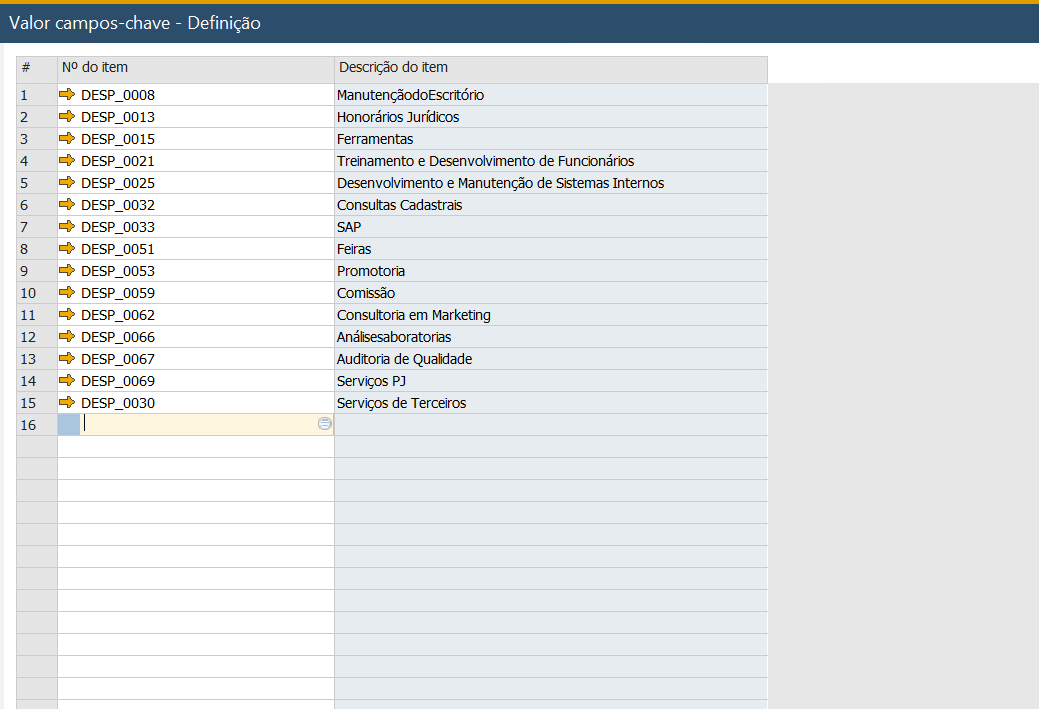 Valor campos-chave - Definição
# Nº do item Descrição do item
1 DESP_0008 ManutençãodoEscritório
2 DESP_0013 Honorários Jurídicos
3 DESP_0015 Ferramentas
4 DESP_0021 Treinamento e Desenvolvimento de Funcionários
5 DESP_0025 Desenvolvimento e Manutenção de Sistemas Internos
6 DESP_0032 Consultas Cadastrais
7 DESP_0033 SAP
8 DESP_0051 Feiras
9 DESP_0053 Promotoria
10 DESP_0059 Comissão
11 DESP_0062 Consultoria em Marketing
12 DESP_0066 Análisesaboratorias
13 DESP_0067 Auditoria de Qualidade
14 DESP_0069 Serviços PJ
15 DESP_0030 Serviços de Terceiros
16